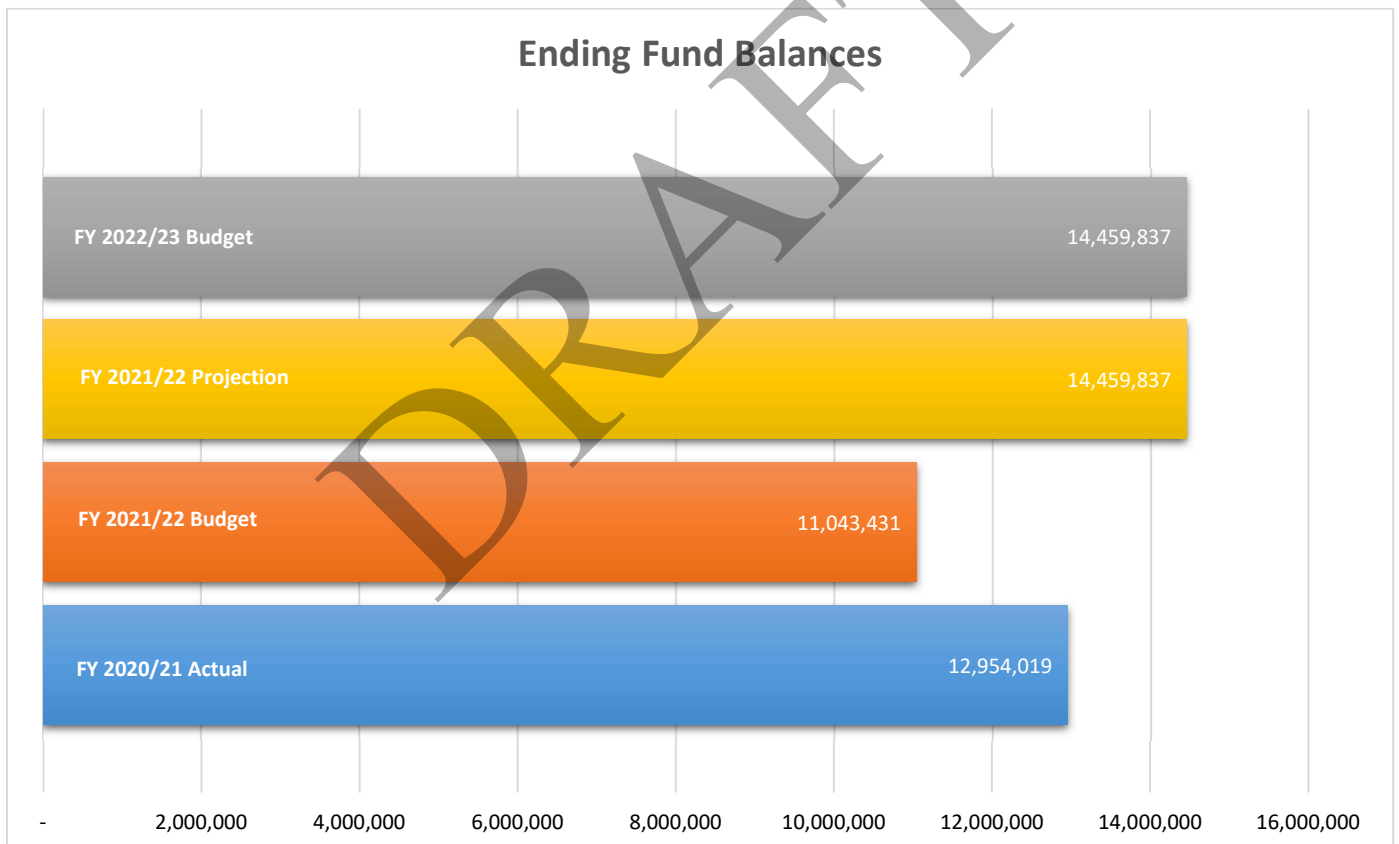 Ending Fund Balances
FY 2022/23 Budget 14,459,837
FY 2021/22 Projection 14,459,837
FY 2021/22 Budget 11,043,431
FY 2020/21 Actual 12,954,019
- 2,000,000 4,000,000 6,000,000 8,000,000 10,000,000 12,000,000 14,000,000 16,000,000
DRAFT